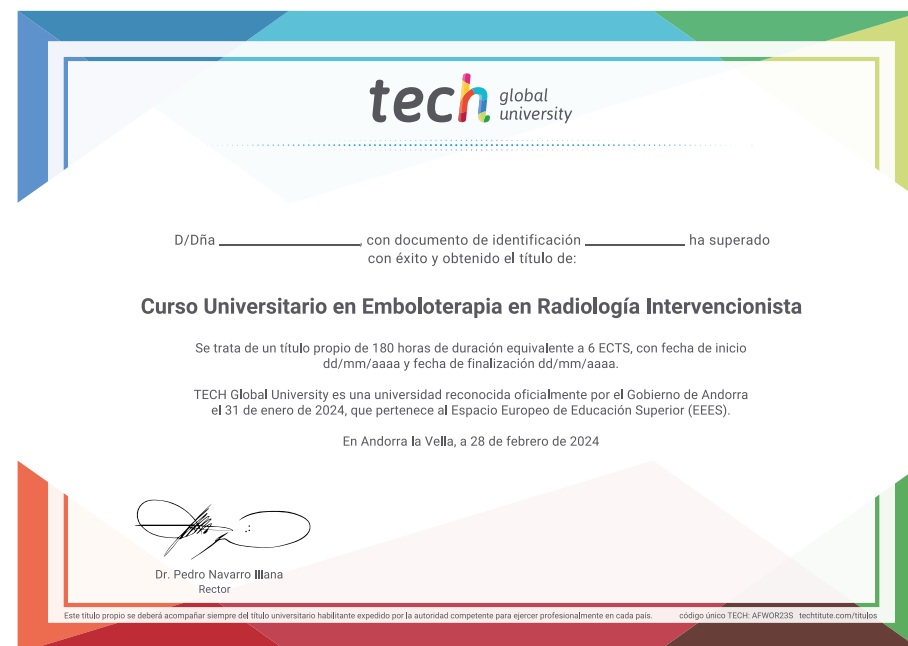 tech global university
D/Dña ____________________, con documento de identificación ______________ ha superado
con éxito y obtenido el título de:
Curso Universitario en Emboloterapia en Radiología Intervencionista
Se trata de un título propio de 180 horas de duración equivalente a 6 ECTS, con fecha de inicio
dd/mm/aaaa y fecha de finalización dd/mm/aaaa.
TECH Global University es una universidad reconocida oficialmente por el Gobierno de Andorra
el 31 de enero de 2024, que pertenece al Espacio Europeo de Educación Superior (EEES).
En Andorra la Vella, a 28 de febrero de 2024
Dr. Pedro Navarro Illana
Rector
Este título propio se deberá acompañar siempre del título universitario habilitante expedido por la autoridad competente para ejercer profesionalmente en cada país. código único TECH: AFWOR23S techtitute.com/titulos